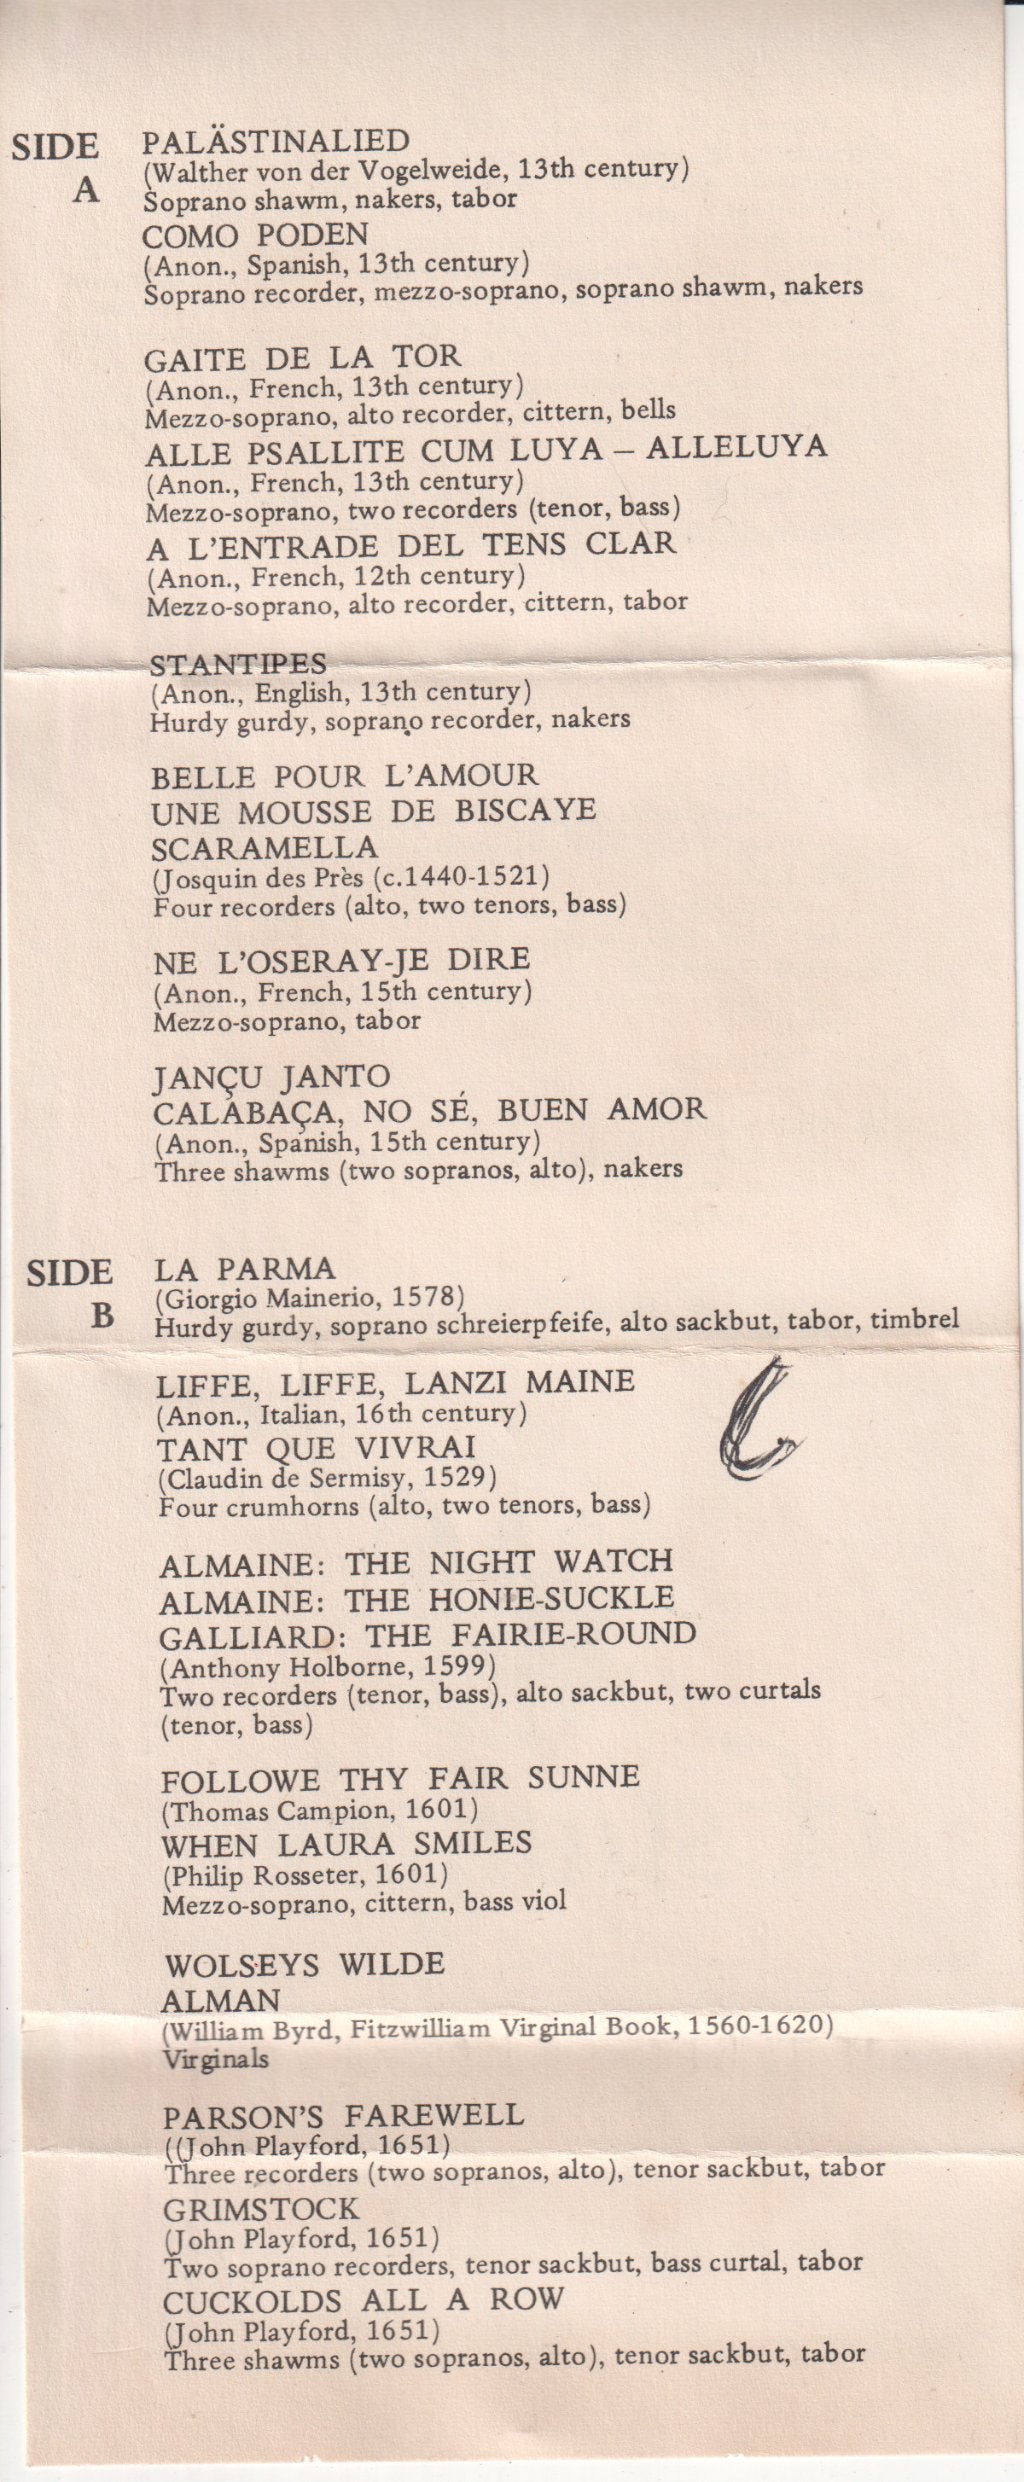 SIDE A
PALÄSTINALIED
(Walther von der Vogelweide, 13th century)
Soprano shawm, nakers, tabor
COMO PODEN
(Anon., Spanish, 13th century)
Soprano recorder, mezzo-soprano, soprano shawm, nakers
GAITE DE LA TOR
(Anon., French, 13th century)
Mezzo-soprano, alto recorder, cittern, bells
ALLE PSALLITE CUM LUYA – ALLELUYA
(Anon., French, 13th century)
Mezzo-soprano, two recorders (tenor, bass)
A L'ENTRADE DEL TENS CLAR
(Anon., French, 12th century)
Mezzo-soprano, alto recorder, cittern, tabor
STANTIPES
(Anon., English, 13th century)
Hurdy gurdy, soprano recorder, nakers
BELLE POUR L'AMOUR
UNE MOUSSE DE BISCAYE
SCARAMELLA
(Josquin des Près (c.1440-1521)
Four recorders (alto, two tenors, bass)
NE L'OSERAY-JE DIRE
(Anon., French, 15th century)
Mezzo-soprano, tabor
JANÇU JANTO
CALABAÇA, NO SÉ, BUEN AMOR
(Anon., Spanish, 15th century)
Three shawms (two sopranos, alto), nakers
SIDE B
LA PARMA
(Giorgio Mainerio, 1578)
Hurdy gurdy, soprano schreierpfeife, alto sackbut, tabor, timbrel
LIFFE, LIFFE, LANZI MAINE
(Anon., Italian, 16th century)
TANT QUE VIVRAI
(Claudin de Sermisy, 1529)
Four crumhorns (alto, two tenors, bass)
ALMAINE: THE NIGHT WATCH
ALMAINE: THE HONIE-SUCKLE
GALLIARD: THE FAIRIE-ROUND
(Anthony Holborne, 1599)
Two recorders (tenor, bass), alto sackbut, two curtals
(tenor, bass)
FOLLOWE THY FAIR SUNNE
(Thomas Campion, 1601)
WHEN LAURA SMILES
(Philip Rosseter, 1601)
Mezzo-soprano, cittern, bass viol
WOLSEYS WILDE
ALMAN
(William Byrd, Fitzwilliam Virginal Book, 1560-1620)
Virginals
PARSON'S FAREWELL
((John Playford, 1651)
Three recorders (two sopranos, alto), tenor sackbut, tabor
GRIMSTOCK
(John Playford, 1651)
Two soprano recorders, tenor sackbut, bass curtal, tabor
CUCKOLDS ALL A ROW
(John Playford, 1651)
Three shawms (two sopranos, alto), tenor sackbut, tabor